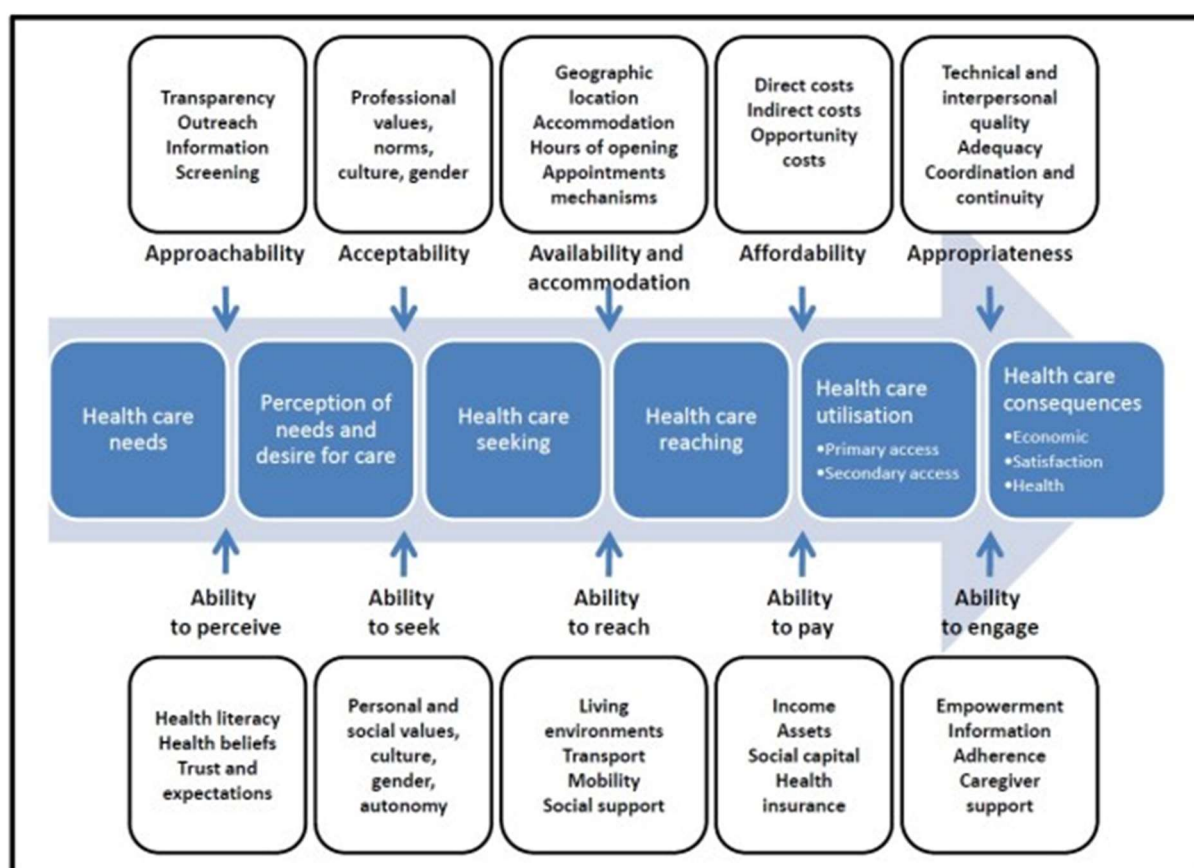 Transparency
Outreach
Information
Screening
Professional
values,
norms,
culture, gender
Geographic
location
Accommodation
Hours of opening
Appointments
mechanisms
Direct costs
Indirect costs
Opportunity
costs
Technical and
interpersonal
quality
Adequacy
Coordination and
continuity
Approachability
Acceptability
Availability and
accommodation
Affordability
Appropriateness
Health care
needs
Perception of
needs and
desire for care
Health care
seeking
Health care
reaching
Health care
utilisation
•Primary access
•Secondary access
Health care
consequences
•Economic
•Satisfaction
•Health
Ability
to perceive
Ability
to seek
Ability
to reach
Ability
to pay
Ability
to engage
Health literacy
Health beliefs
Trust and
expectations
Personal and
social values,
culture,
gender,
autonomy
Living
environments
Transport
Mobility
Social support
Income
Assets
Social capital
Health
insurance
Empowerment
Information
Adherence
Caregiver
support